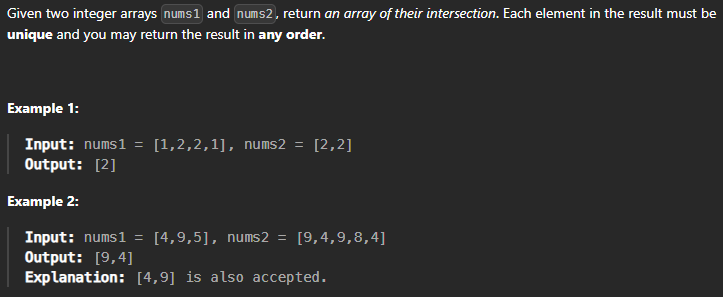 Given two integer arrays nums1 and nums2, return an array of their intersection. Each element in the result must be
unique and you may return the result in any order.
Example 1:
Input: nums1 = [1,2,2,1], nums2 = [2,2]
Output: [2]
Example 2:
Input: nums1 = [4,9,5], nums2 = [9,4,9,8,4]
Output: [9,4]
Explanation: [4,9] is also accepted.